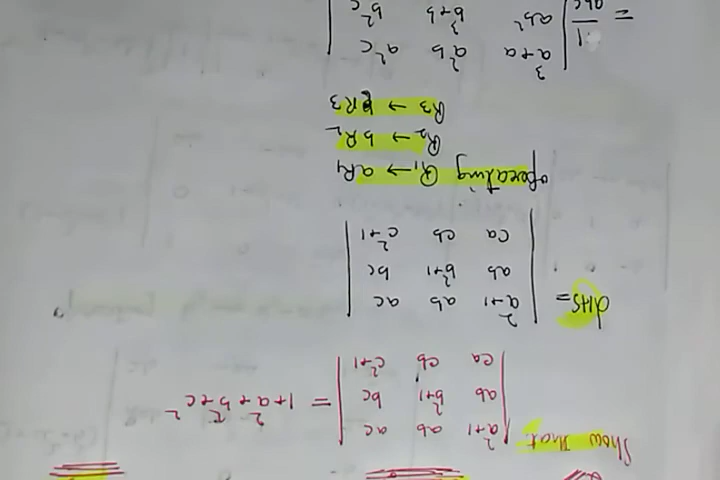 Show that | a²+1 ab ac |
| ab b²+1 bc | = 1+a²+b²+c²
| ca cb c²+1 |
LHS = | a²+1 ab ac |
| ab b²+1 bc |
| ca cb c²+1 |
operating R1 → aR1
R2 → bR2
R3 → R3
= 1/abc | a³+a a²b a²c |
ab² b³+b b²c